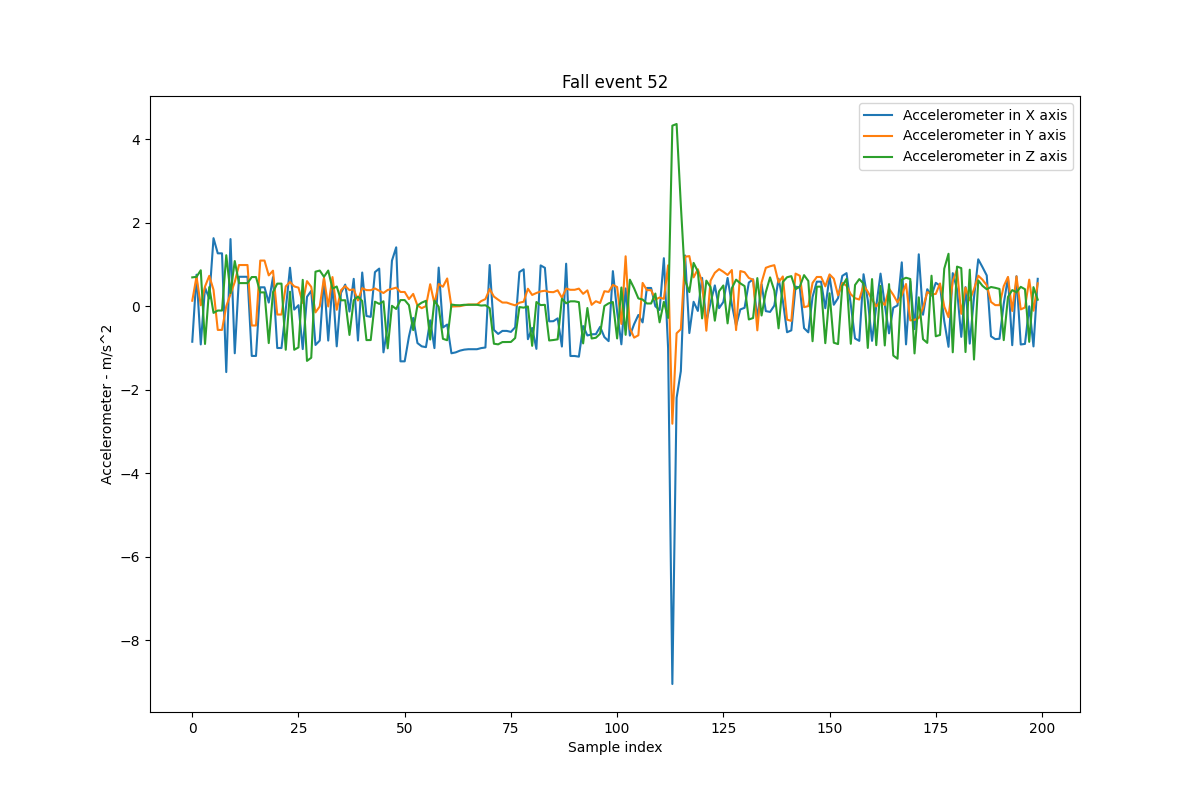 Fall event 52
Accelerometer in X axis
Accelerometer in Y axis
Accelerometer in Z axis
Accelerometer - m/s^2
4
2
0
−2
−4
−6
−8
0 25 50 75 100 125 150 175 200
Sample index